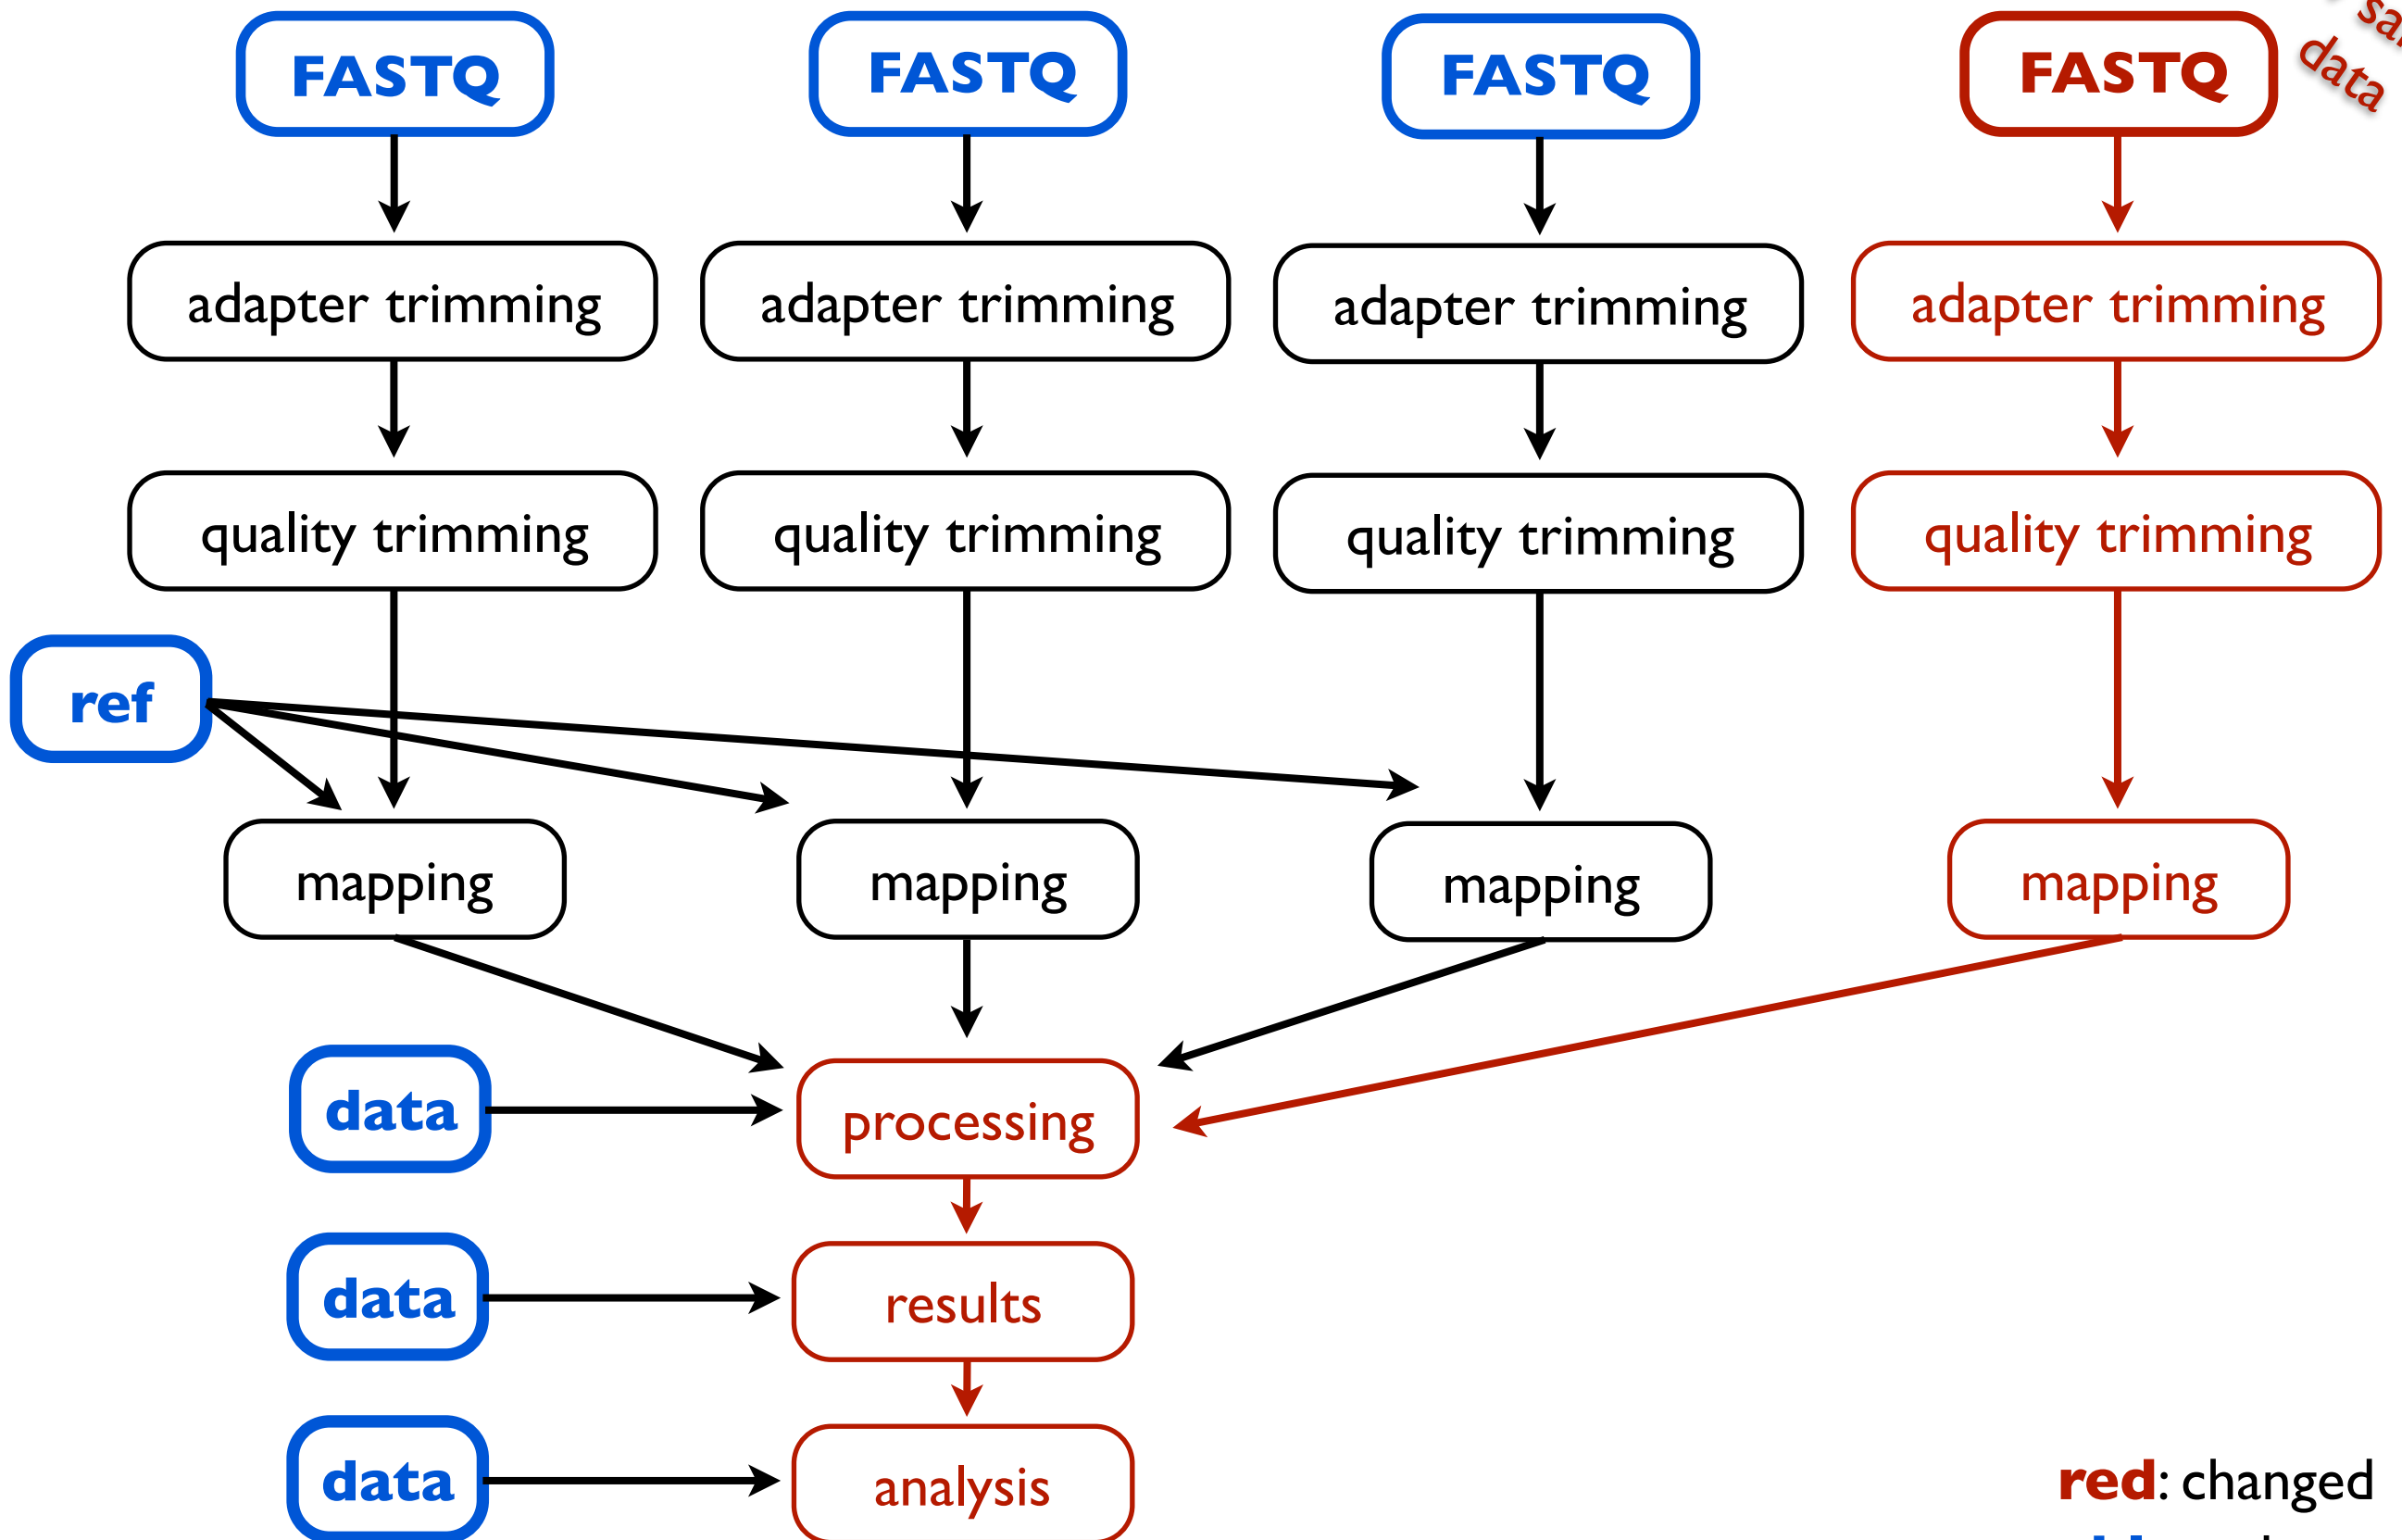 FASTQ FASTQ FASTQ FASTQ
data
adapter trimming adapter trimming adapter trimming adapter trimming
quality trimming quality trimming quality trimming quality trimming
ref
mapping mapping mapping mapping
data processing
data results
data analysis
red: changed